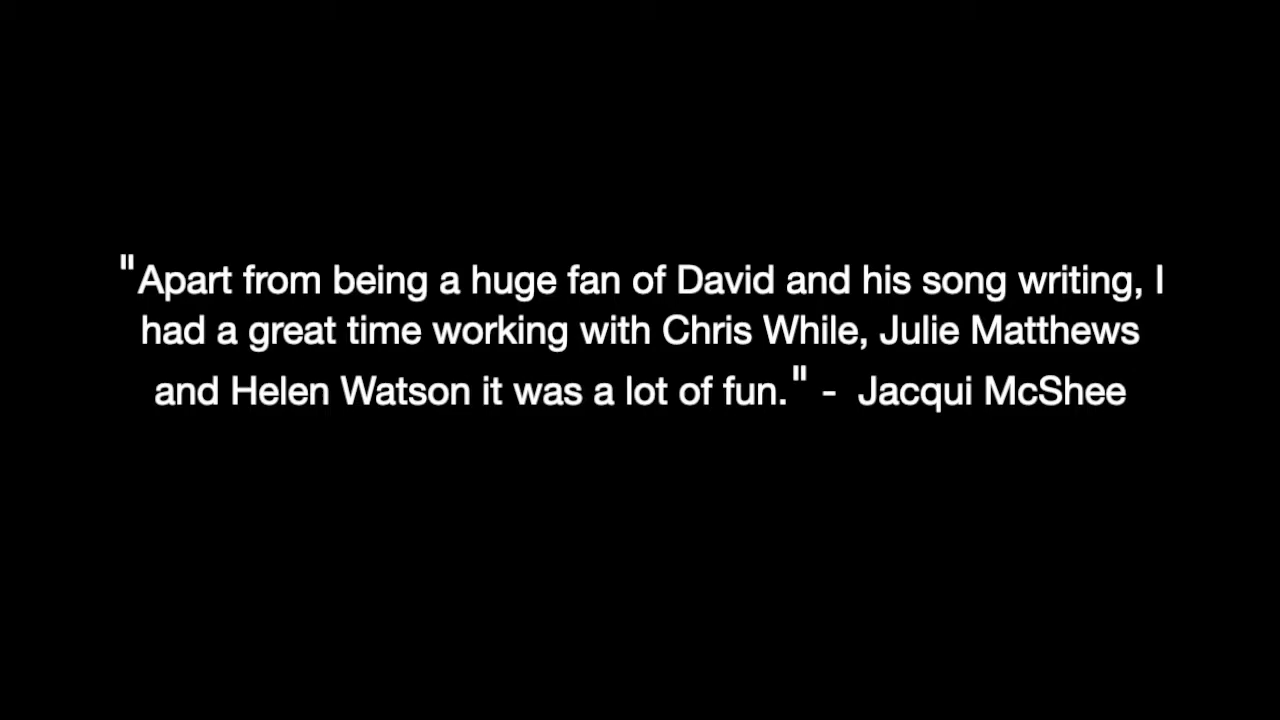 "Apart from being a huge fan of David and his song writing, I
had a great time working with Chris While, Julie Matthews
and Helen Watson it was a lot of fun." -  Jacqui McShee